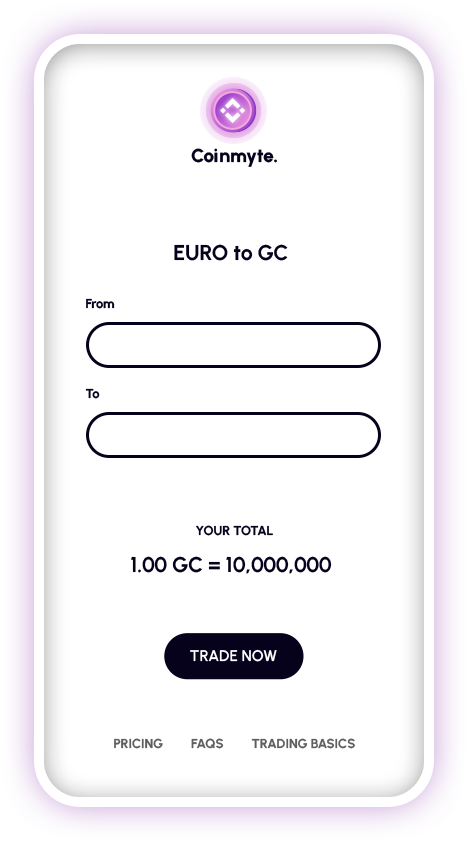 Coinmyte.
EURO to GC
From
To
YOUR TOTAL
1.00 GC = 10,000,000
TRADE NOW
PRICING FAQS TRADING BASICS